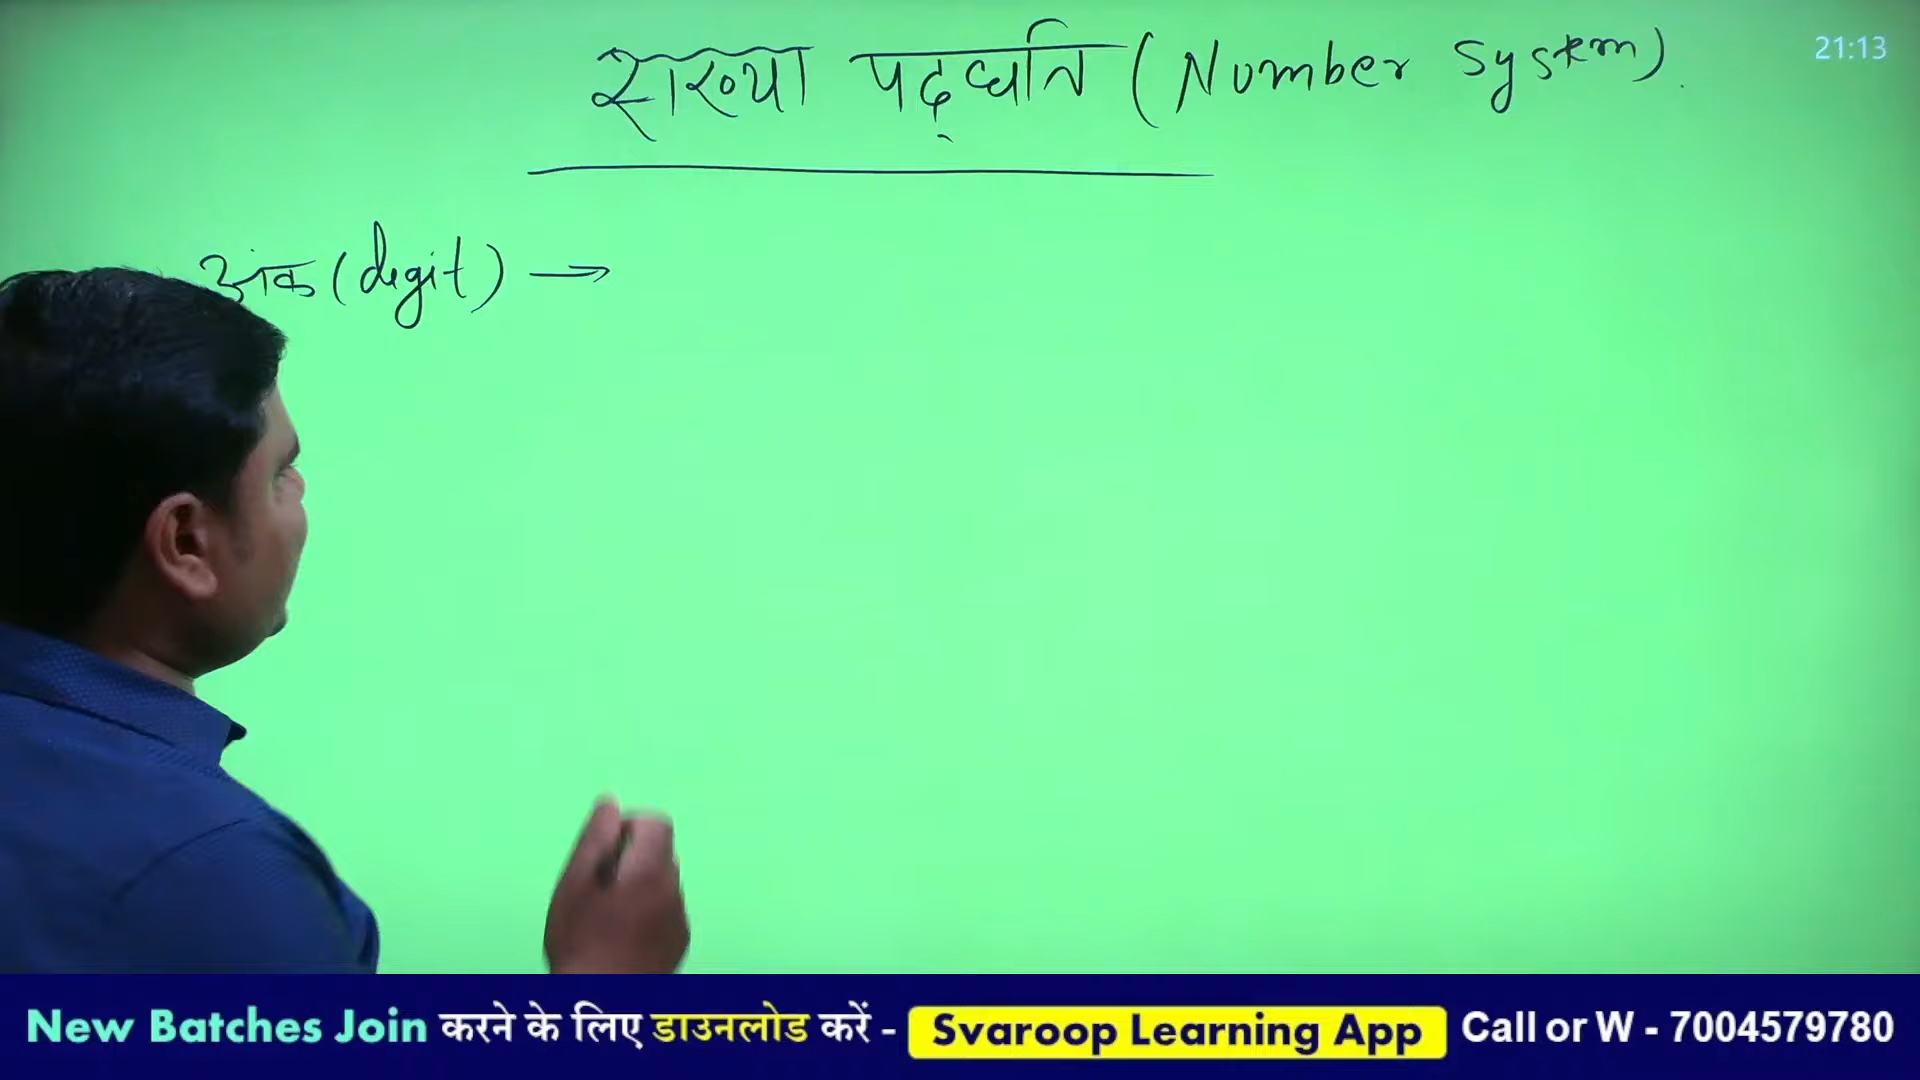 संख्या पद्धति (Number System)
21:13
अंक (digit) →
New Batches Join करने के लिए डाउनलोड करें - Svaroop Learning App Call or W - 7004579780